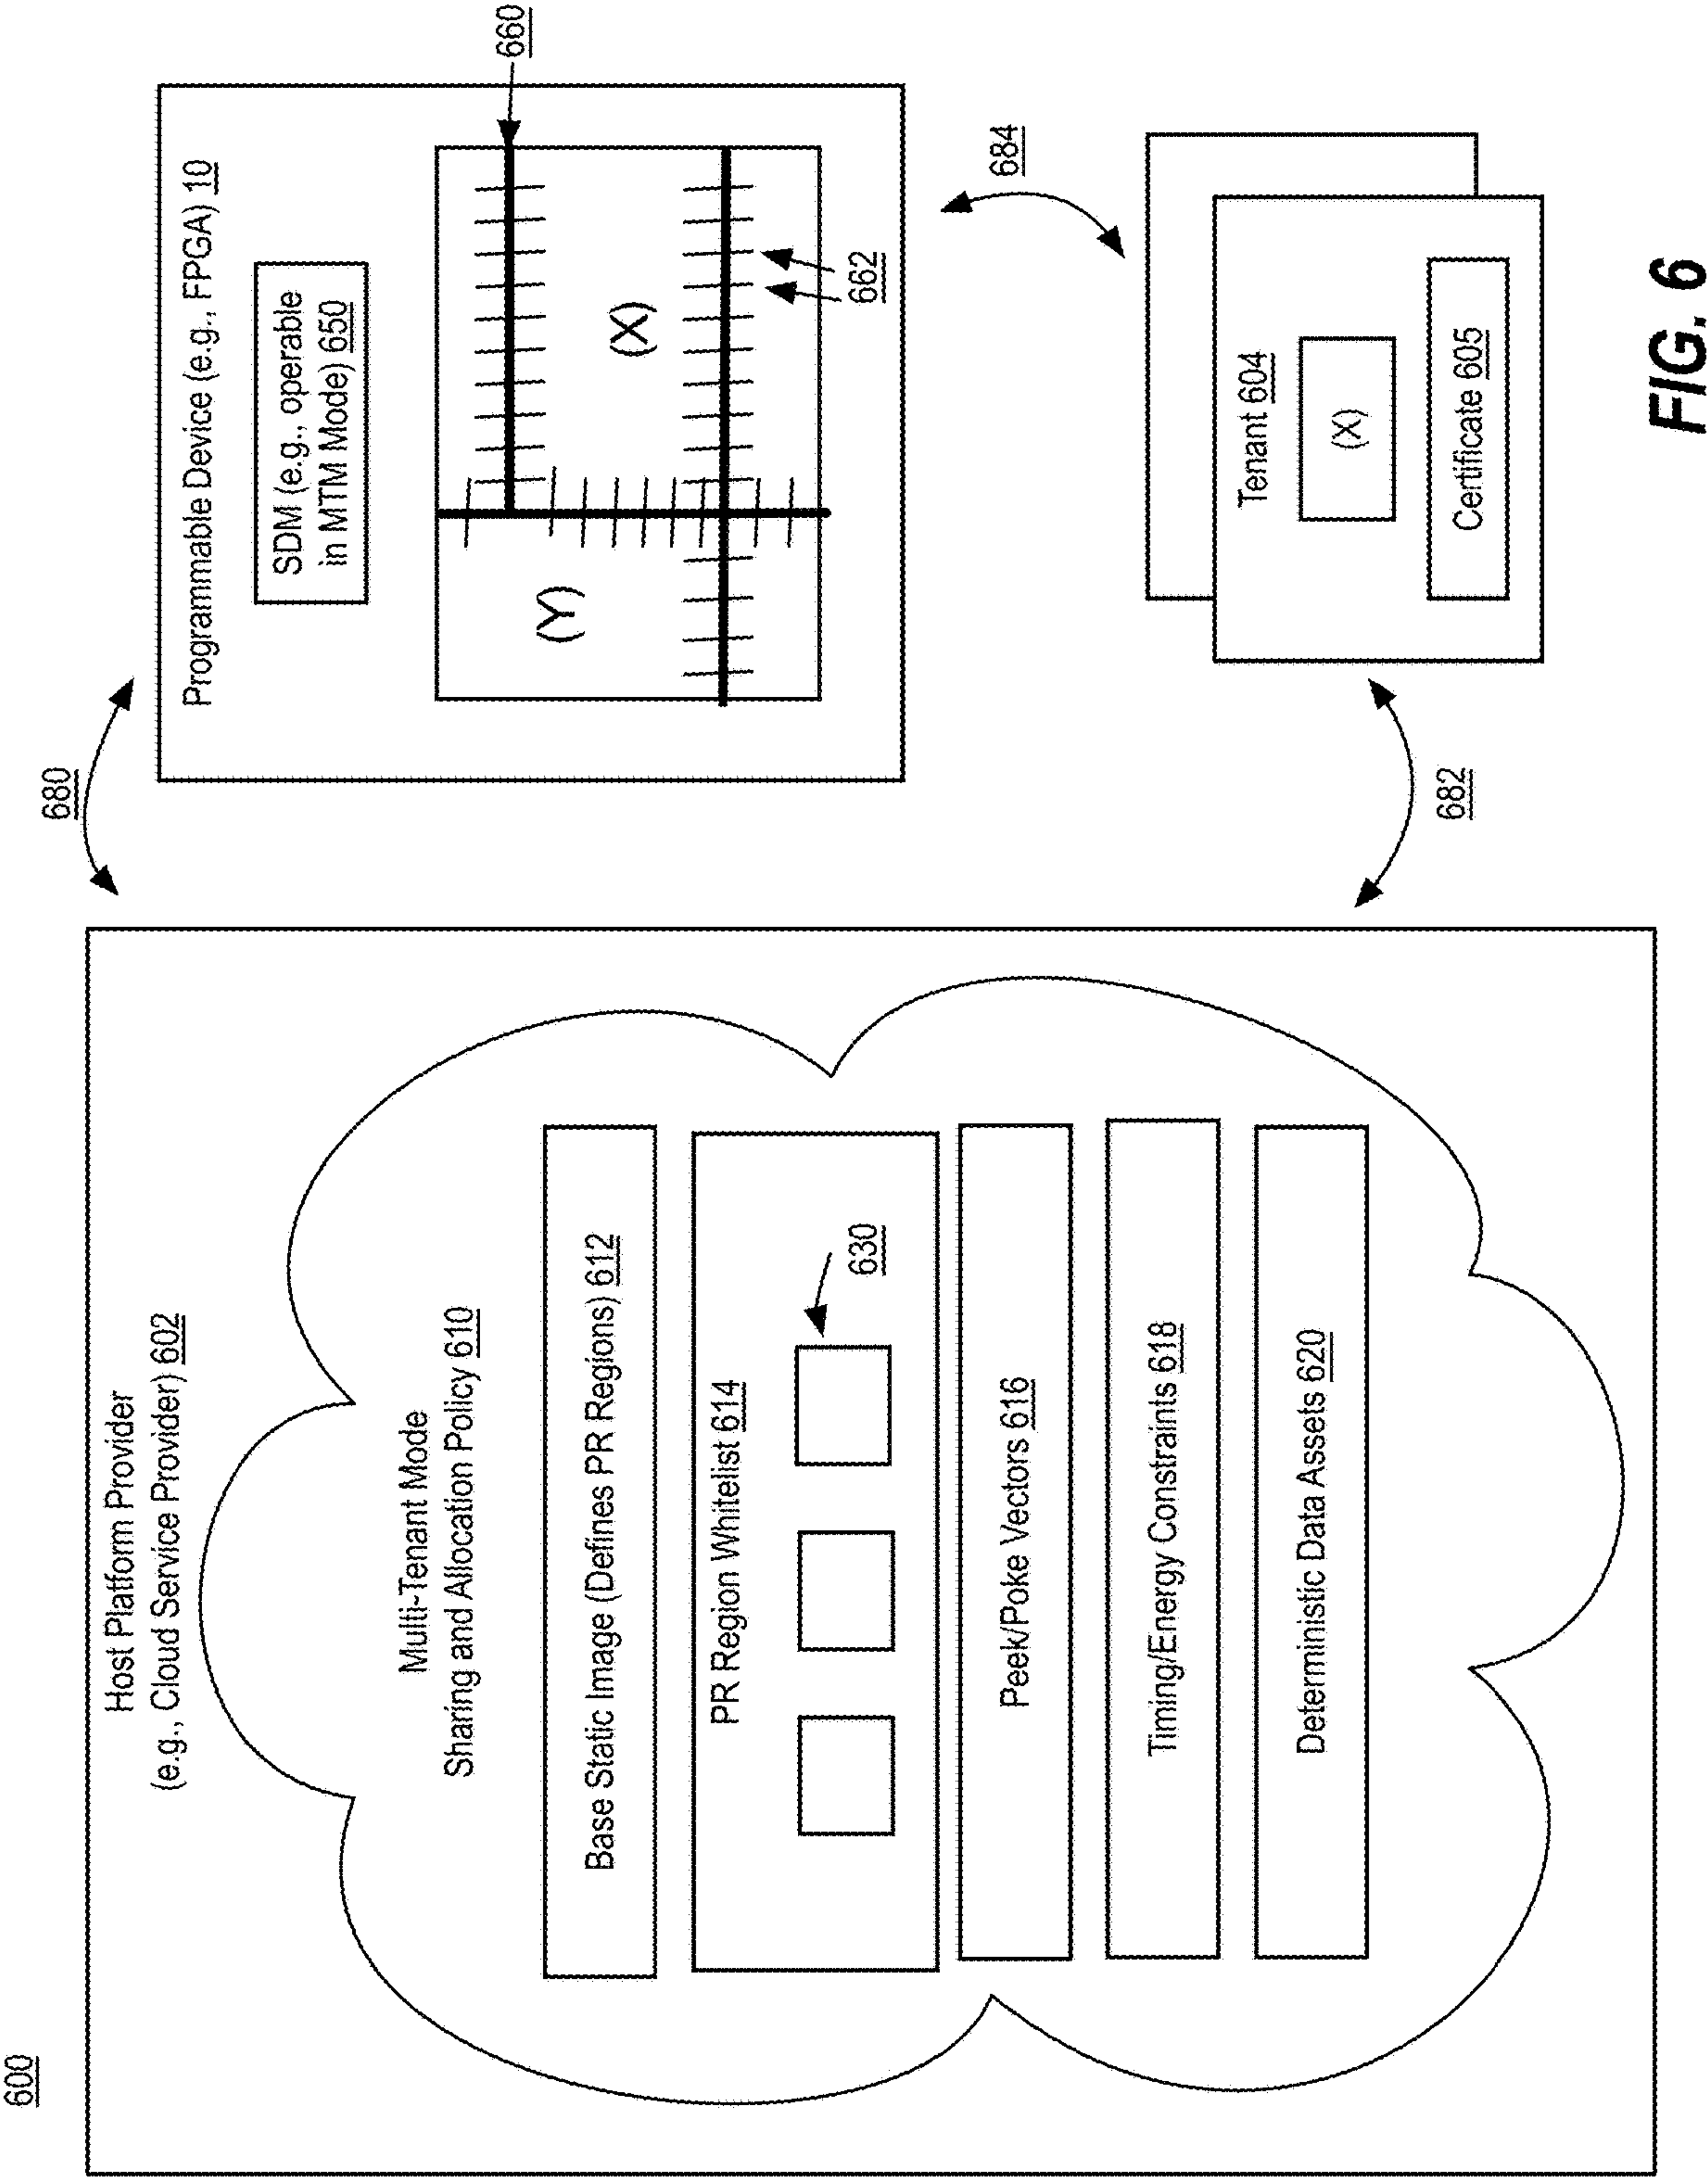 600
Host Platform Provider
(e.g., Cloud Service Provider) 602
Multi-Tenant Mode
Sharing and Allocation Policy 610
Base Static Image (Defines PR Regions) 612
PR Region Whitelist 614
630
Peek/Poke Vectors 616
Timing/Energy Constraints 618
Deterministic Data Assets 620
680
Programmable Device (e.g., FPGA) 10
SDM (e.g., operable
in MTM Mode) 650
660
(Y)
(X)
662
684
682
Tenant 604
(X)
Certificate 605
FIG. 6